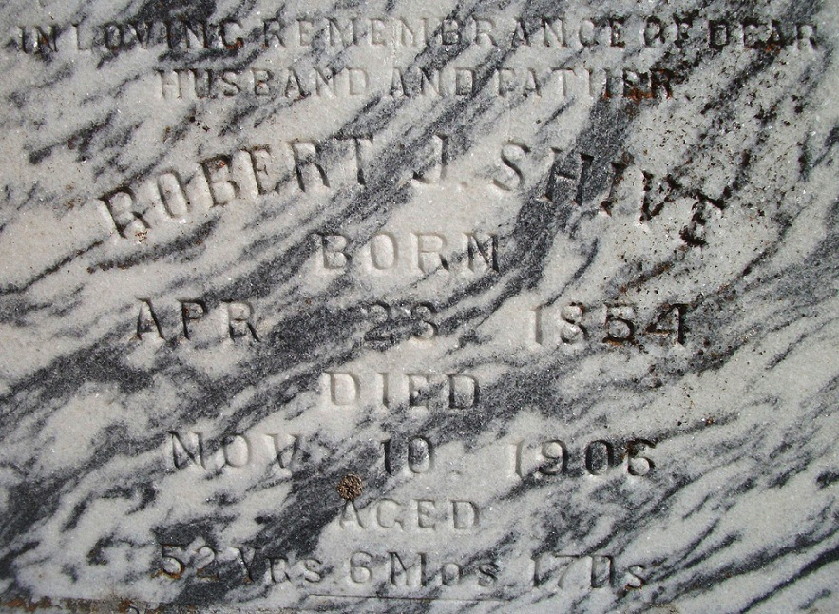 IN LOVING REMEMBRANCE OF DEAR
HUSBAND AND FATHER
ROBERT J. SHIVE
BORN
APR 23. 1854
DIED
NOV 10. 1906
AGED
52 Yrs 6 Mos 17 Ds